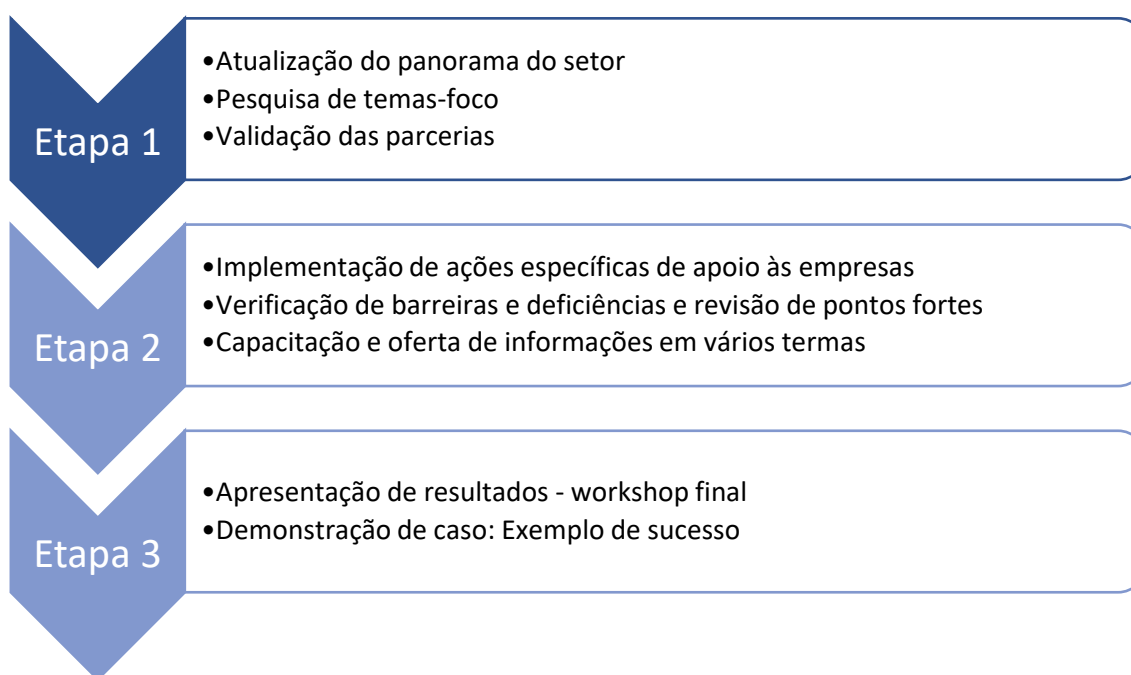 Etapa 1
•Atualização do panorama do setor
•Pesquisa de temas-foco
•Validação das parcerias
Etapa 2
•Implementação de ações específicas de apoio às empresas
•Verificação de barreiras e deficiências e revisão de pontos fortes
•Capacitação e oferta de informações em vários termas
Etapa 3
•Apresentação de resultados - workshop final
•Demonstração de caso: Exemplo de sucesso